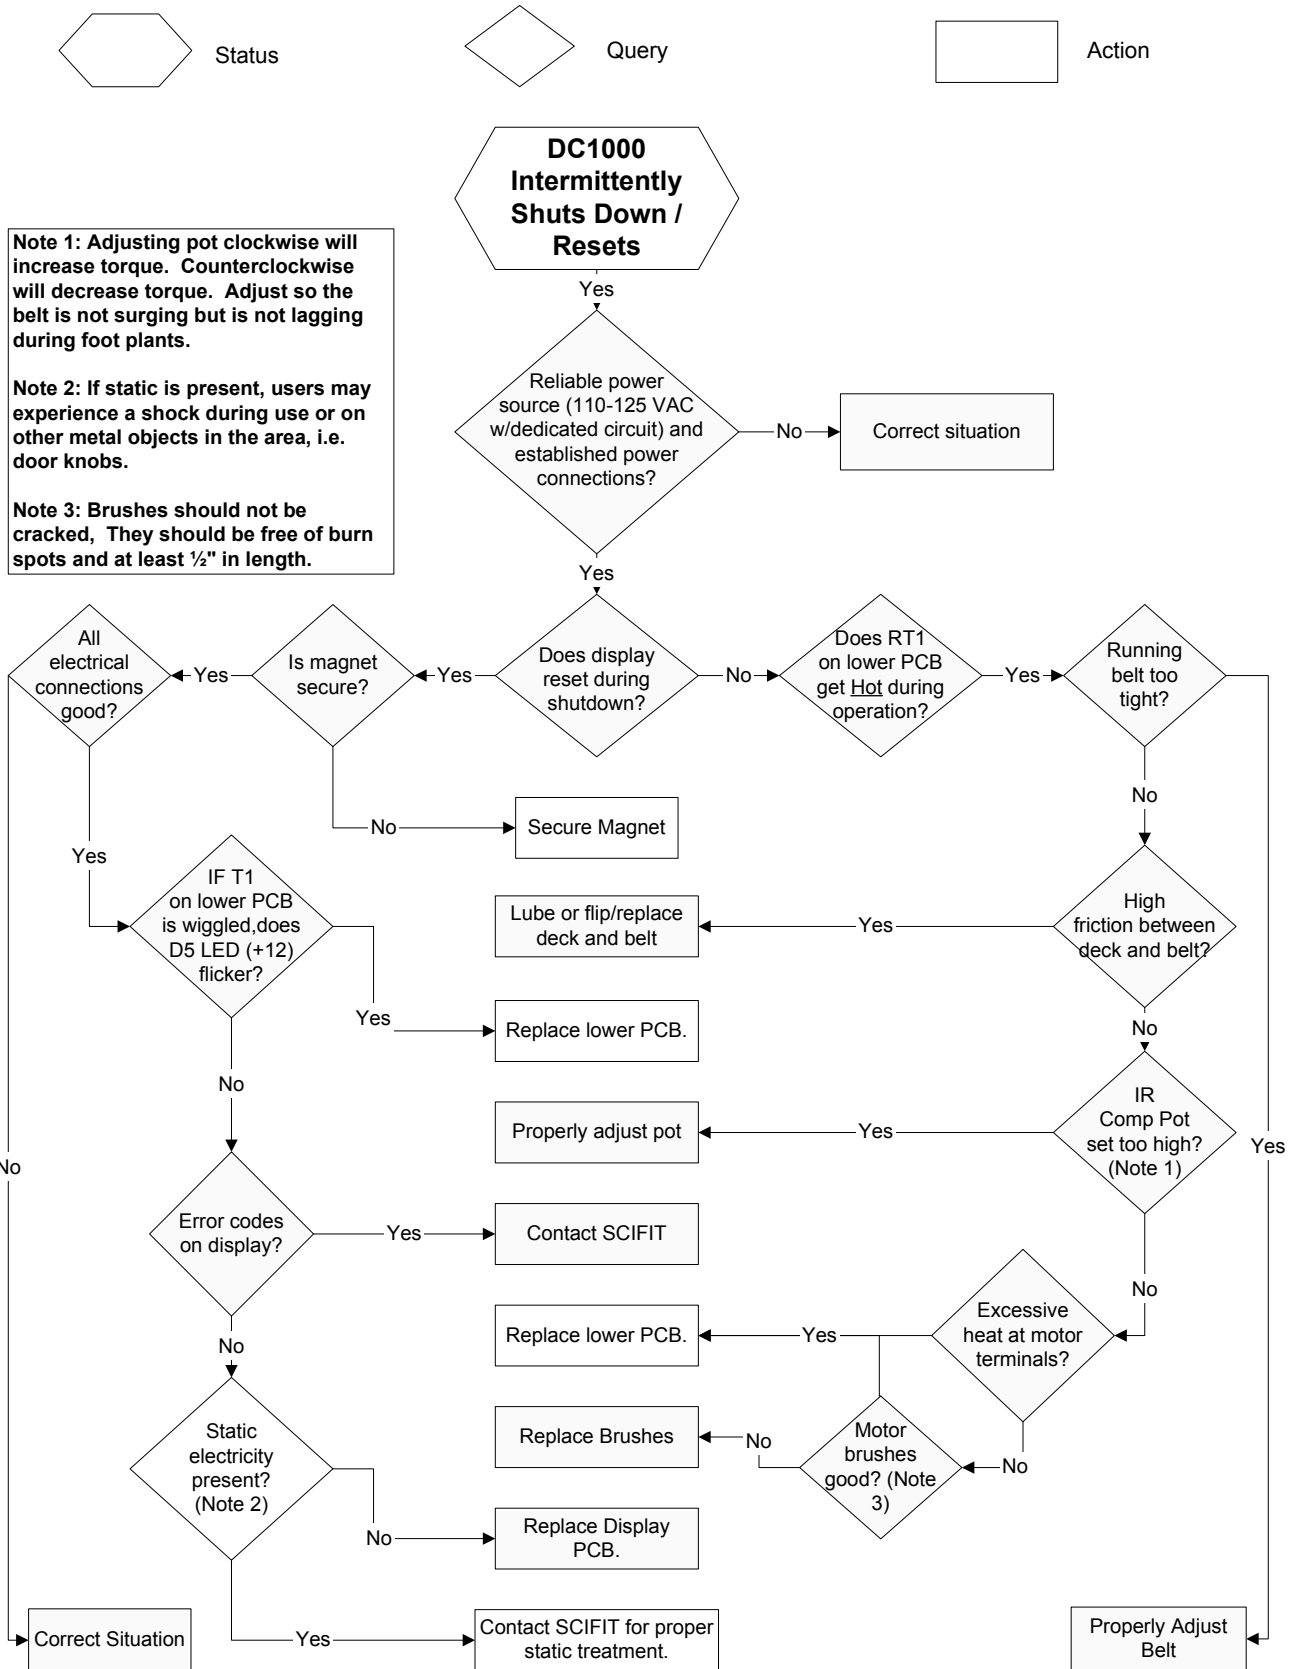 Status
Query
Action
DC1000
Intermittently
Shuts Down /
Resets
Note 1: Adjusting pot clockwise will
increase torque. Counterclockwise
will decrease torque. Adjust so the
belt is not surging but is not lagging
during foot plants.
Note 2: If static is present, users may
experience a shock during use or on
other metal objects in the area, i.e.
door knobs.
Note 3: Brushes should not be
cracked, They should be free of burn
spots and at least ½" in length.
Yes
Reliable power
source (110-125 VAC
w/dedicated circuit) and
established power
connections?
No
Correct situation
Yes
All
electrical
connections
good?
Yes
Is magnet
secure?
Yes
Does display
reset during
shutdown?
No
Does RT1
on lower PCB
get Hot during
operation?
Yes
Running
belt too
tight?
No
No
Secure Magnet
Yes
IF T1
on lower PCB
is wiggled,does
D5 LED (+12)
flicker?
Lube or flip/replace
deck and belt
Yes
High
friction between
deck and belt?
Yes
Replace lower PCB.
No
No
Properly adjust pot
Yes
IR
Comp Pot
set too high?
(Note 1)
Yes
No
Error codes
on display?
Yes
Contact SCIFIT
No
No
Replace lower PCB.
Yes
Excessive
heat at motor
terminals?
Static
electricity
present?
(Note 2)
Replace Brushes
No
Motor
brushes
good? (Note
3)
No
No
Replace Display
PCB.
Correct Situation
Yes
Contact SCIFIT for proper
static treatment.
Properly Adjust
Belt